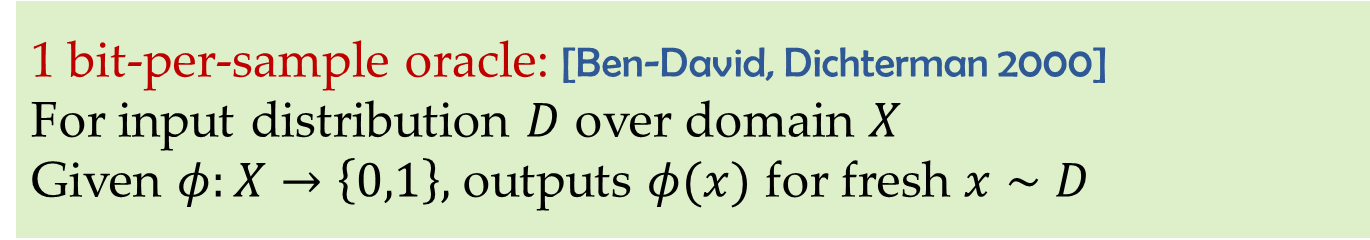 1 bit-per-sample oracle: [Ben-David, Dichterman 2000]
For input distribution 𝐷 over domain 𝑋
Given 𝜙: 𝑋 → {0,1}, outputs 𝜙(𝑥) for fresh 𝑥 ~ 𝐷